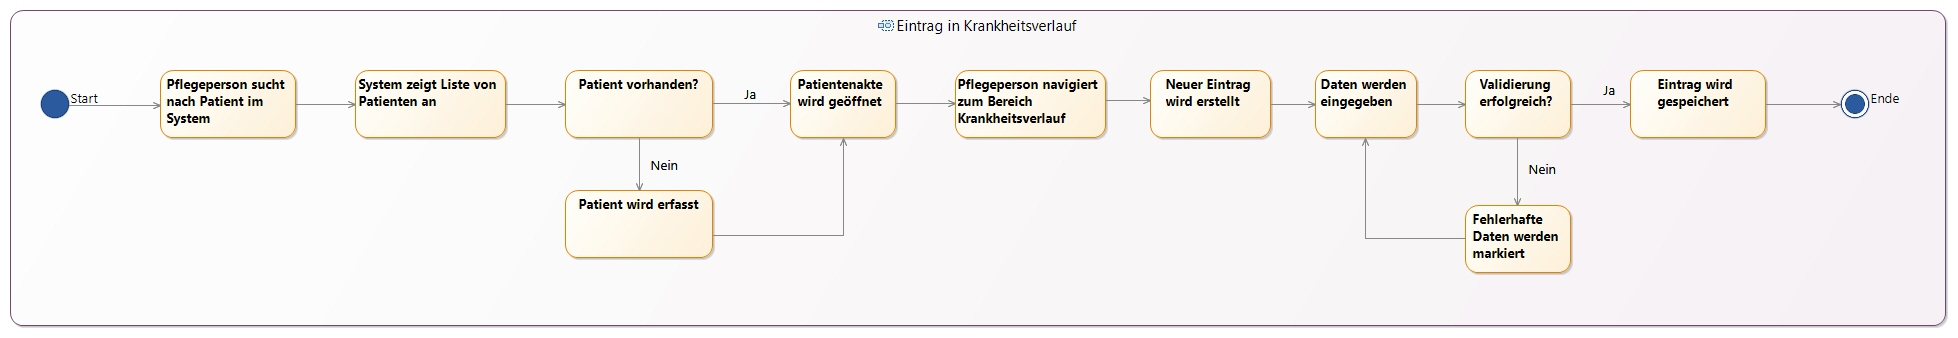 Eintrag in Krankheitsverlauf
Start
Pflegeperson sucht
nach Patient im
System
System zeigt Liste von
Patienten an
Patient vorhanden?
Ja
Nein
Patient wird erfasst
Patientenakte
wird geöffnet
Pflegeperson navigiert
zum Bereich
Krankheitsverlauf
Neuer Eintrag
wird erstellt
Daten werden
eingegeben
Validierung
erfolgreich?
Ja
Nein
Fehlerhafte
Daten werden
markiert
Eintrag wird
gespeichert
Ende